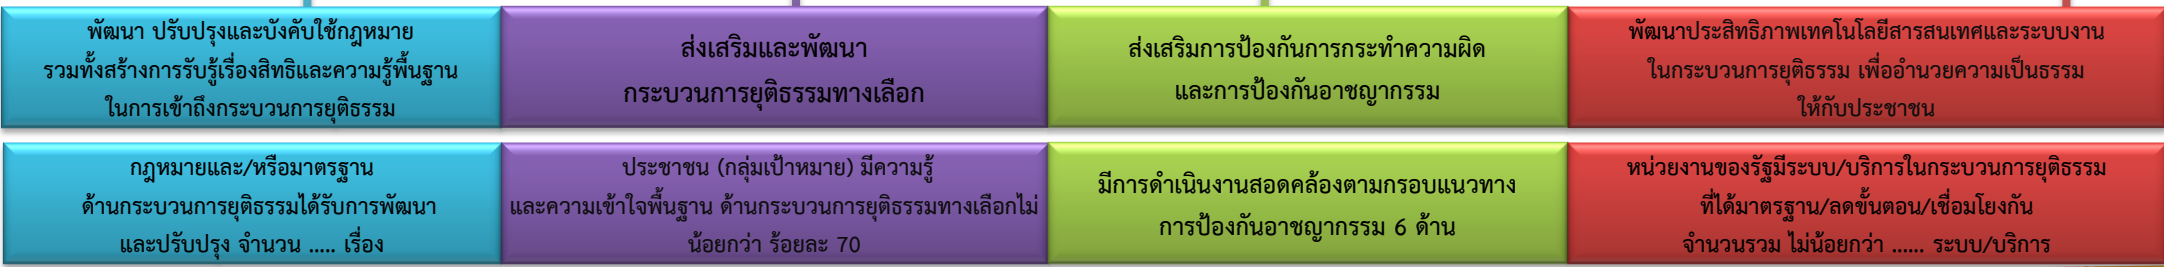 พัฒนา ปรับปรุงและบังคับใช้กฎหมาย
รวมทั้งสร้างการรับรู้เรื่องสิทธิและความรู้พื้นฐาน
ในการเข้าถึงกระบวนการยุติธรรม
ส่งเสริมและพัฒนา
กระบวนการยุติธรรมทางเลือก
ส่งเสริมการป้องกันการกระทำความผิด
และการป้องกันอาชญากรรม
พัฒนาประสิทธิภาพเทคโนโลยีสารสนเทศและระบบงาน
ในกระบวนการยุติธรรม เพื่ออำนวยความเป็นธรรม
ให้กับประชาชน
กฎหมายและ/หรือมาตรฐาน
ด้านกระบวนการยุติธรรมได้รับการพัฒนา
และปรับปรุง จำนวน ..... เรื่อง
ประชาชน (กลุ่มเป้าหมาย) มีความรู้
และความเข้าใจพื้นฐาน ด้านกระบวนการยุติธรรมทางเลือกไม่
น้อยกว่า ร้อยละ 70
มีการดำเนินงานสอดคล้องตามกรอบแนวทาง
การป้องกันอาชญากรรม 6 ด้าน
หน่วยงานของรัฐมีระบบ/บริการในกระบวนการยุติธรรม
ที่ได้มาตรฐาน/ลดขั้นตอน/เชื่อมโยงกัน
จำนวนรวม ไม่น้อยกว่า ...... ระบบ/บริการ